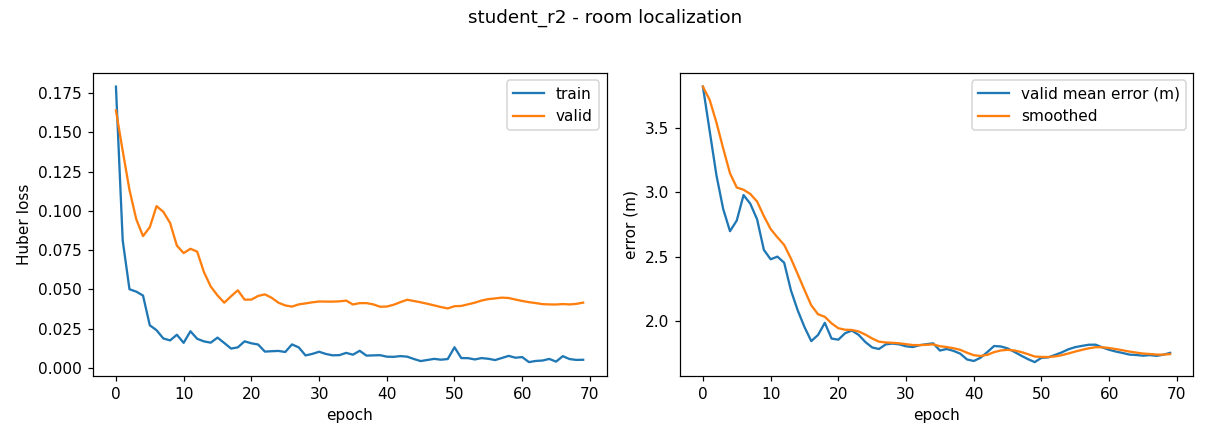 student_r2 - room localization
0.175
0.150
0.125
0.100
0.075
0.050
0.025
0.000
Huber loss
train
valid
0 10 20 30 40 50 60 70
epoch
3.5
3.0
2.5
2.0
error (m)
valid mean error (m)
smoothed
0 10 20 30 40 50 60 70
epoch